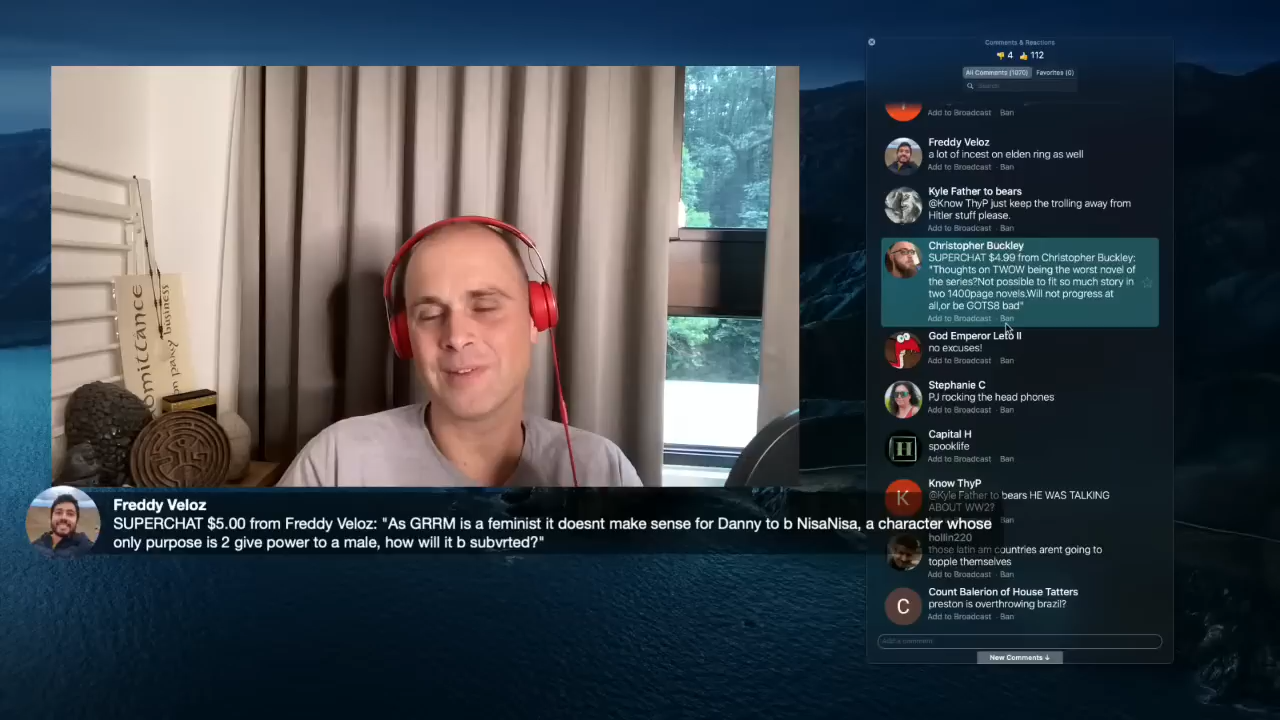 Comments & Reactions
👎 4 👍 112
All Comments (1070) Favorites (0)
Search
Add to Broadcast · Ban
Freddy Veloz
a lot of incest on elden ring as well
Add to Broadcast · Ban
Kyle Father to bears
@Know ThyP just keep the trolling away from
Hitler stuff please.
Add to Broadcast · Ban
Christopher Buckley
SUPERCHAT $4.99 from Christopher Buckley:
"Thoughts on TWOW being the worst novel of
the series?Not possible to fit so much story in
two 1400page novels.Will not progress at
all,or be GOTS8 bad"
Add to Broadcast · Ban
God Emperor Leto II
no excuses!
Add to Broadcast · Ban
Stephanie C
PJ rocking the head phones
Add to Broadcast · Ban
Capital H
spooklife
Add to Broadcast · Ban
Know ThyP
K
@Kyle Father to bears HE WAS TALKING
ABOUT WW2?
Ban
hollin220
those latin am countries arent going to
topple themselves
Add to Broadcast · Ban
Count Balerion of House Tatters
C
preston is overthrowing brazil?
Add to Broadcast · Ban
Add a comment
New Comments ↓
omittance
on party business
Freddy Veloz
SUPERCHAT $5.00 from Freddy Veloz: "As GRRM is a feminist it doesnt make sense for Danny to b NisaNisa, a character whose
only purpose is 2 give power to a male, how will it b subvrted?"